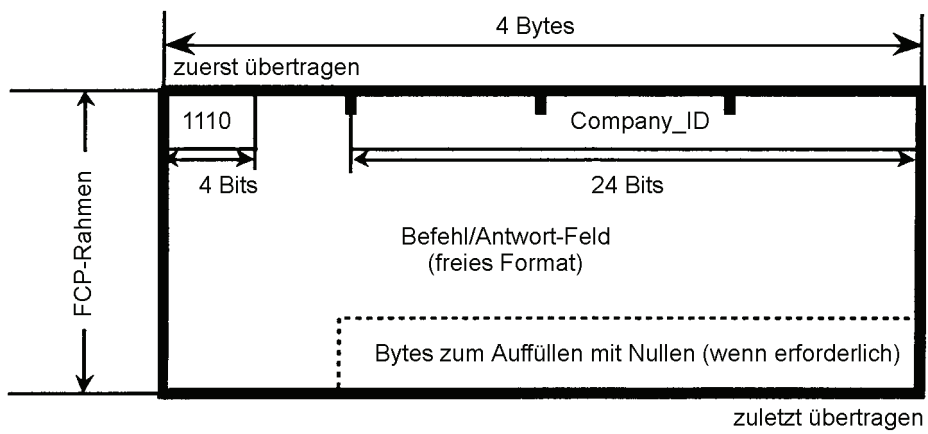 4 Bytes
zuerst übertragen
1110
Company_ID
4 Bits
24 Bits
FCP-Rahmen
Befehl/Antwort-Feld
(freies Format)
Bytes zum Auffüllen mit Nullen (wenn erforderlich)
zuletzt übertragen